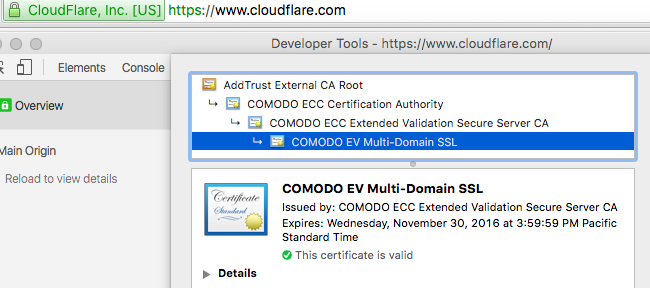 CloudFlare, Inc. [US] https://www.cloudflare.com
Developer Tools - https://www.cloudflare.com/
Elements Console
Overview
Main Origin
Reload to view details
AddTrust External CA Root
COMODO ECC Certification Authority
COMODO ECC Extended Validation Secure Server CA
COMODO EV Multi-Domain SSL
Certificate
Standard
COMODO EV Multi-Domain SSL
Issued by: COMODO ECC Extended Validation Secure Server CA
Expires: Wednesday, November 30, 2016 at 3:59:59 PM Pacific
Standard Time
This certificate is valid
Details